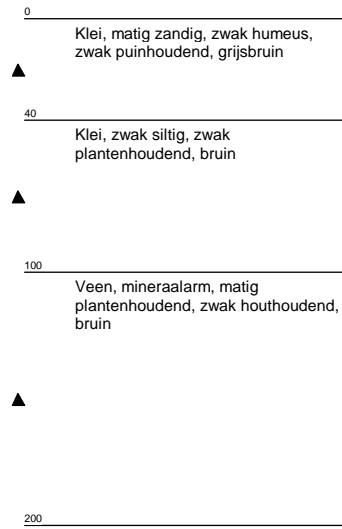 0
Klei, matig zandig, zwak humeus,
zwak puinhoudend, grijsbruin
40
Klei, zwak siltig, zwak
plantenhoudend, bruin
100
Veen, mineraalarm, matig
plantenhoudend, zwak houthoudend,
bruin
200